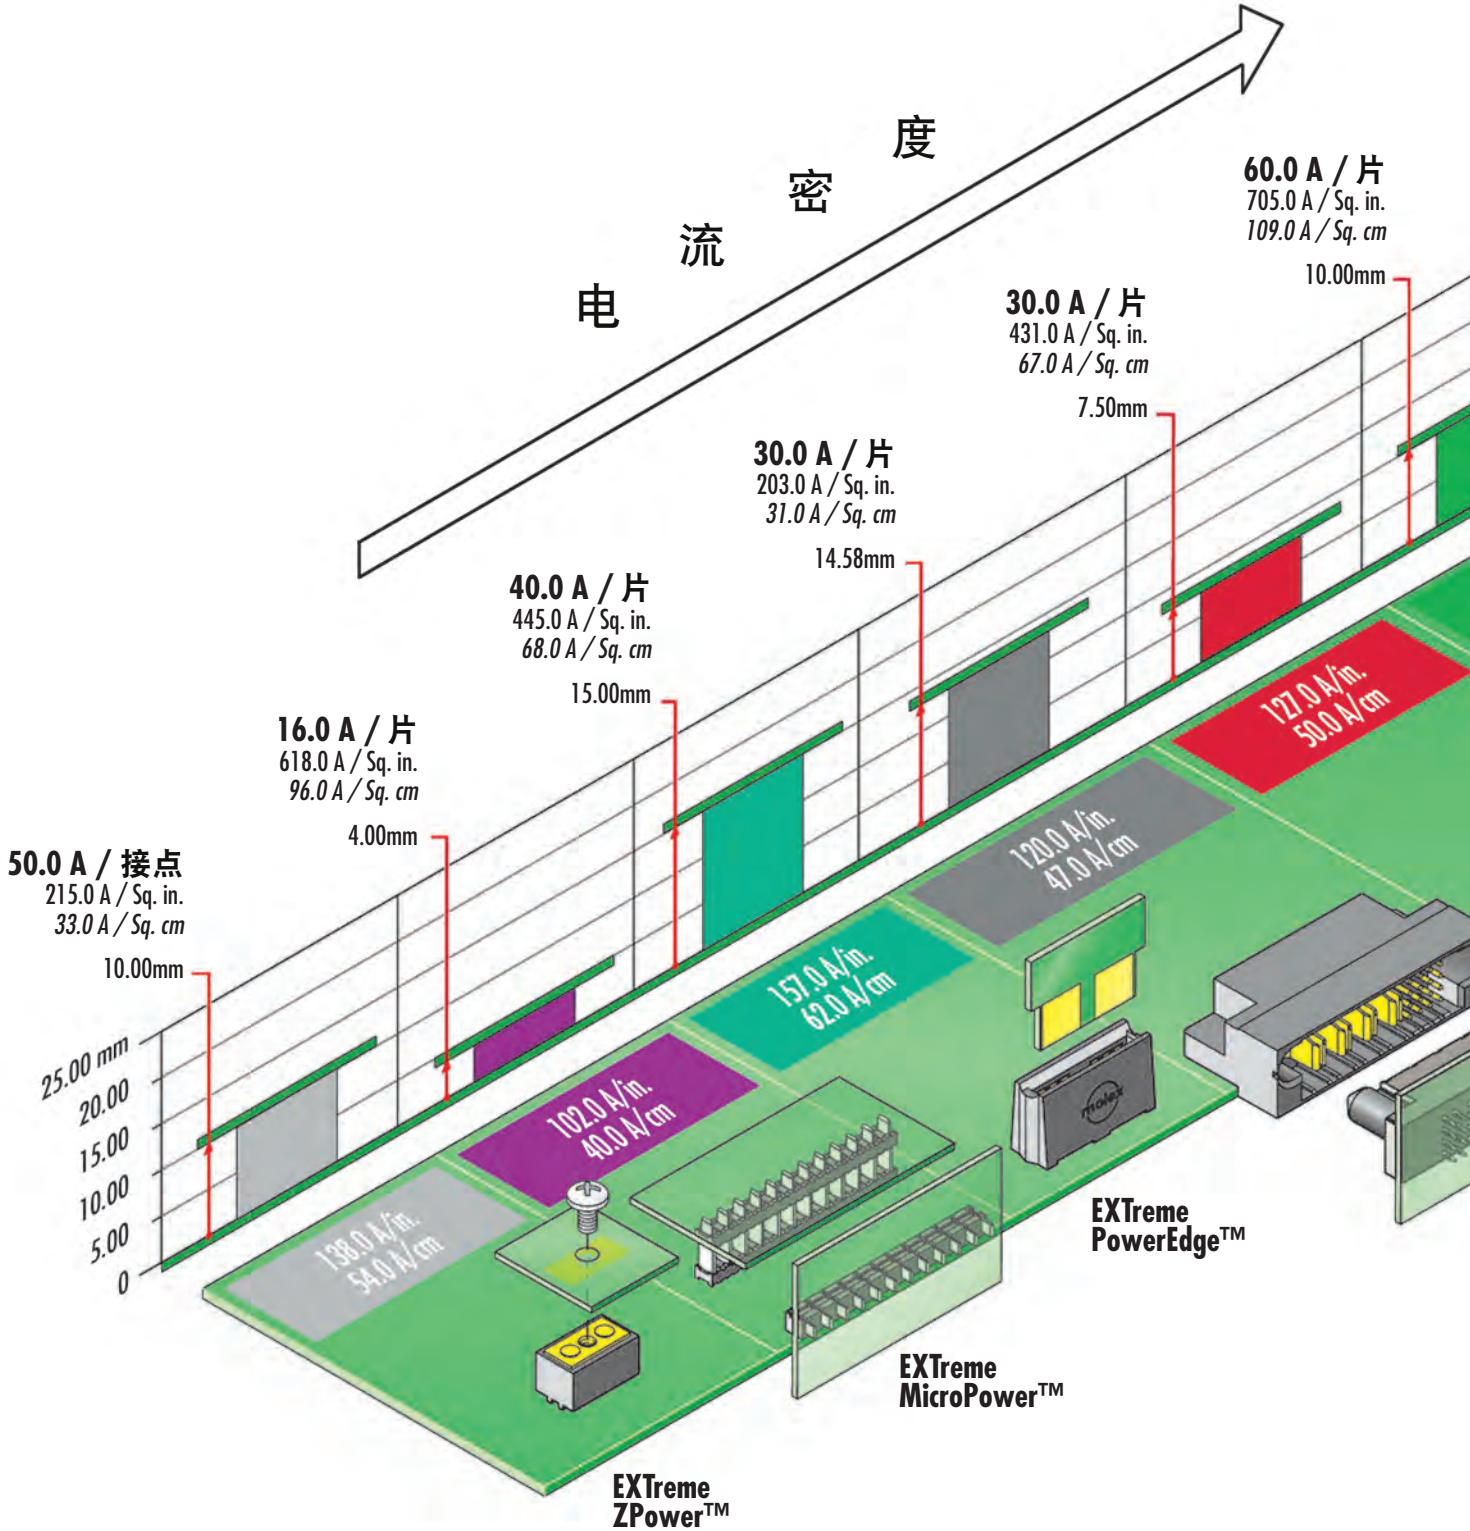 电流密度
60.0 A / 片
705.0 A / Sq. in.
109.0 A / Sq. cm
10.00mm
30.0 A / 片
431.0 A / Sq. in.
67.0 A / Sq. cm
7.50mm
30.0 A / 片
203.0 A / Sq. in.
31.0 A / Sq. cm
14.58mm
40.0 A / 片
445.0 A / Sq. in.
68.0 A / Sq. cm
15.00mm
16.0 A / 片
618.0 A / Sq. in.
96.0 A / Sq. cm
4.00mm
50.0 A / 接点
215.0 A / Sq. in.
33.0 A / Sq. cm
10.00mm
25.00 mm
20.00
15.00
10.00
5.00
0
127.0 A/in.
50.0 A/cm
120.0 A/in.
47.0 A/cm
157.0 A/in.
62.0 A/cm
102.0 A/in.
40.0 A/cm
138.0 A/in.
54.0 A/cm
molex
EXTreme
PowerEdge™
EXTreme
MicroPower™
EXTreme
ZPower™